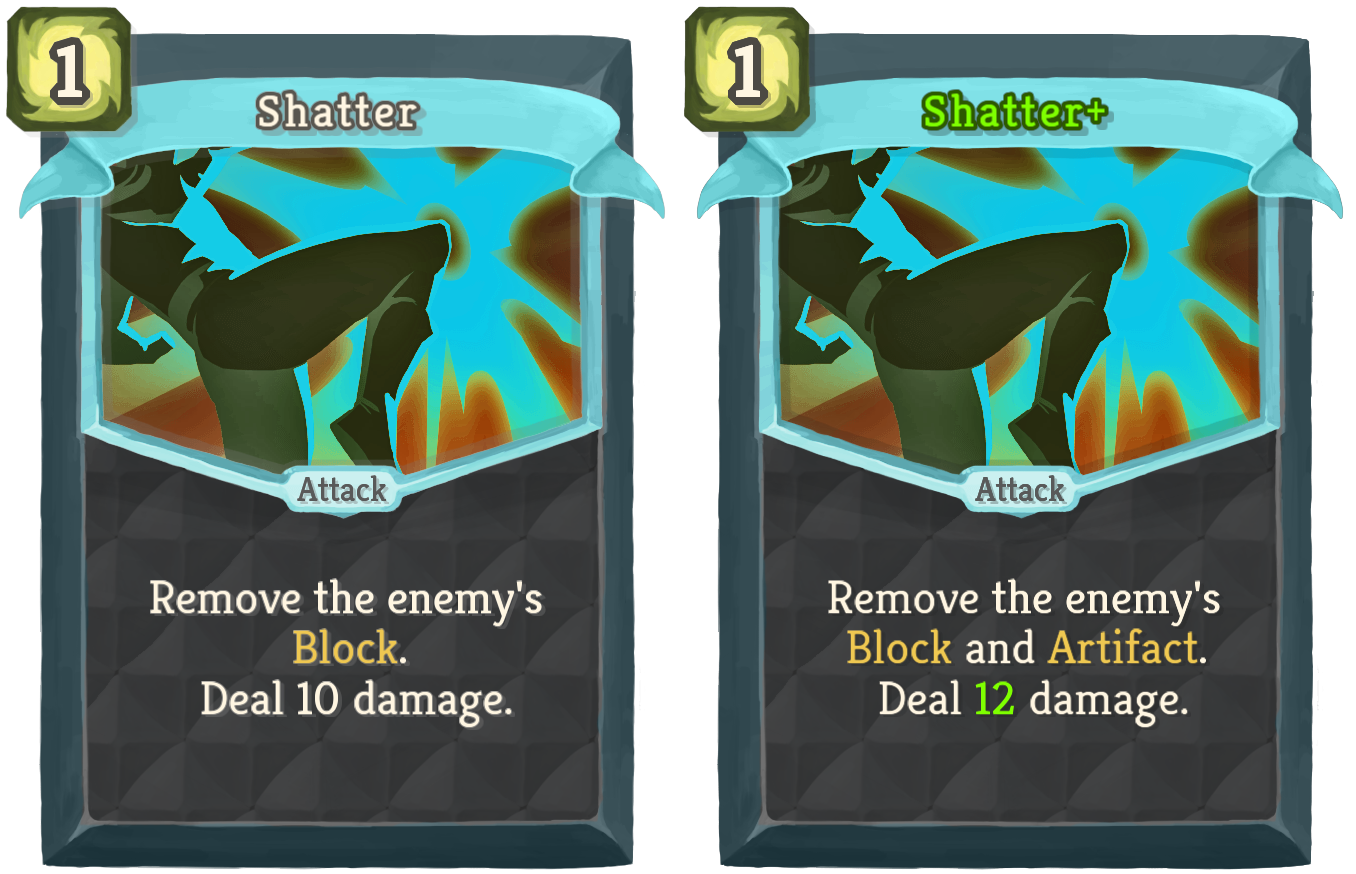 1
Shatter
Attack
Remove the enemy's
Block.
Deal 10 damage.
1
Shatter+
Attack
Remove the enemy's
Block and Artifact.
Deal 12 damage.